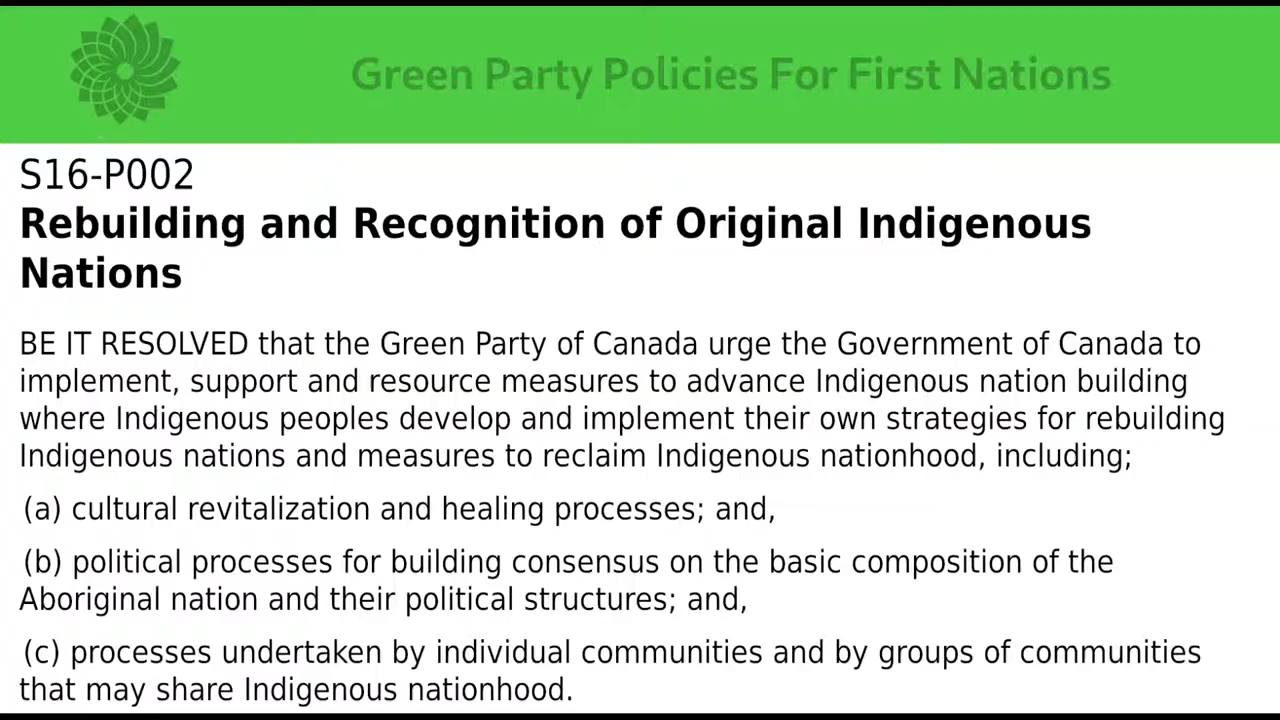 Green Party Policies For First Nations
S16-P002
Rebuilding and Recognition of Original Indigenous
Nations
BE IT RESOLVED that the Green Party of Canada urge the Government of Canada to
implement, support and resource measures to advance Indigenous nation building
where Indigenous peoples develop and implement their own strategies for rebuilding
Indigenous nations and measures to reclaim Indigenous nationhood, including;
(a) cultural revitalization and healing processes; and,
(b) political processes for building consensus on the basic composition of the
Aboriginal nation and their political structures; and,
(c) processes undertaken by individual communities and by groups of communities
that may share Indigenous nationhood.